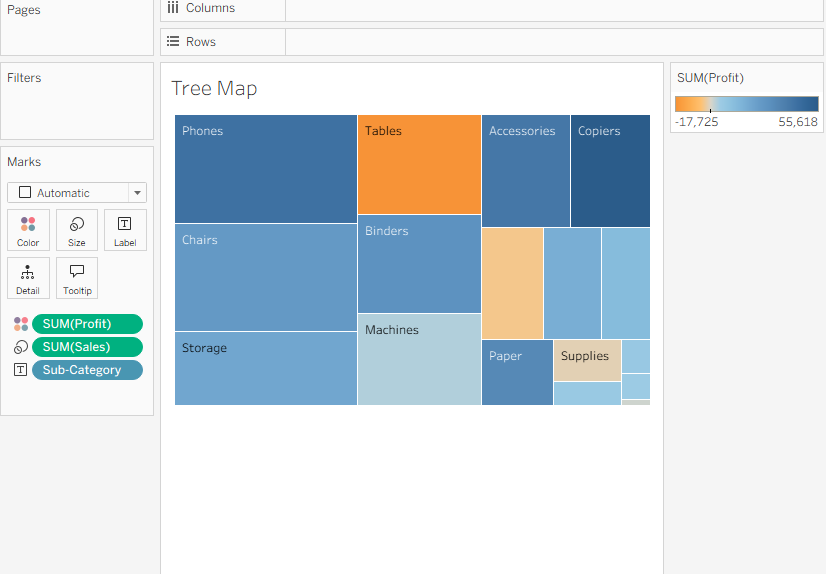 Pages
Columns
Rows
Filters
Marks
Automatic
Color
Size
Label
Detail
Tooltip
SUM(Profit)
SUM(Sales)
Sub-Category
Tree Map
Phones
Tables
Accessories
Copiers
Chairs
Binders
Storage
Machines
Paper
Supplies
SUM(Profit)
-17,725
55,618